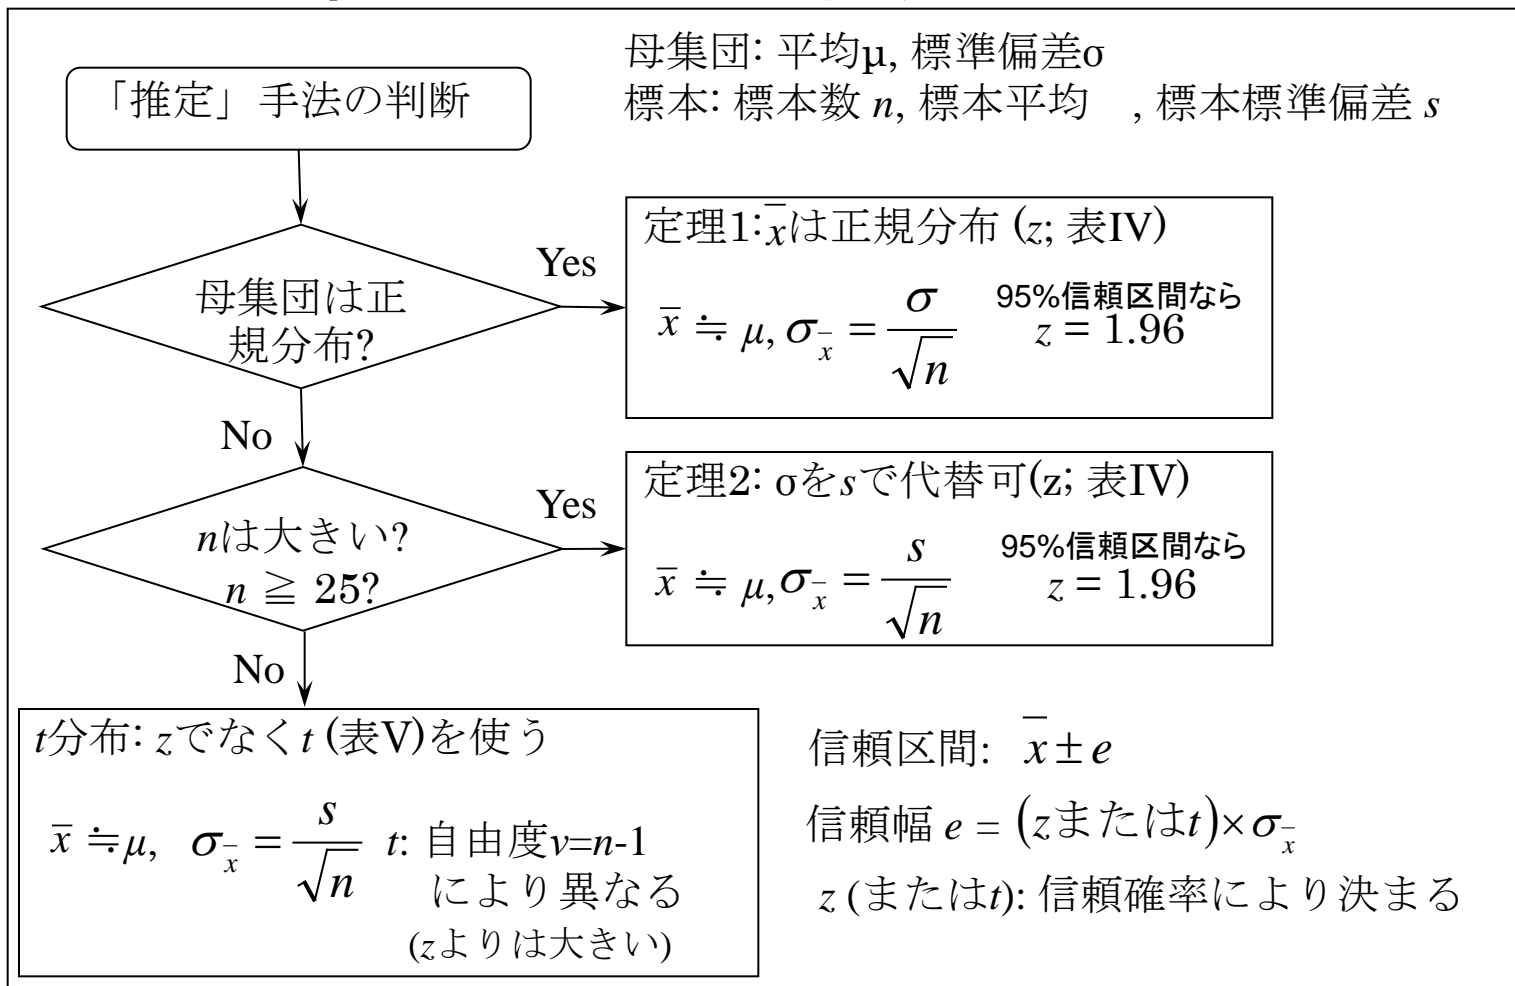 母集団: 平均μ, 標準偏差σ
標本: 標本数 n, 標本平均　, 標本標準偏差 s
「推定」手法の判断
母集団は正
規分布?
Yes
定理1: x̄は正規分布 (z; 表IV)
x̄ ≒ μ, σ_x̄ = σ/√n
95%信頼区間なら
z = 1.96
No
nは大きい?
n ≧ 25?
Yes
定理2: σをsで代替可(z; 表IV)
x̄ ≒ μ, σ_x̄ = s/√n
95%信頼区間なら
z = 1.96
No
t分布: zでなくt (表V)を使う
x̄ ≒μ, σ_x̄ = s/√n t: 自由度ν=n-1
により異なる
(zよりは大きい)
信頼区間: x̄ ± e
信頼幅 e = (zまたはt)×σ_x̄
z (またはt): 信頼確率により決まる